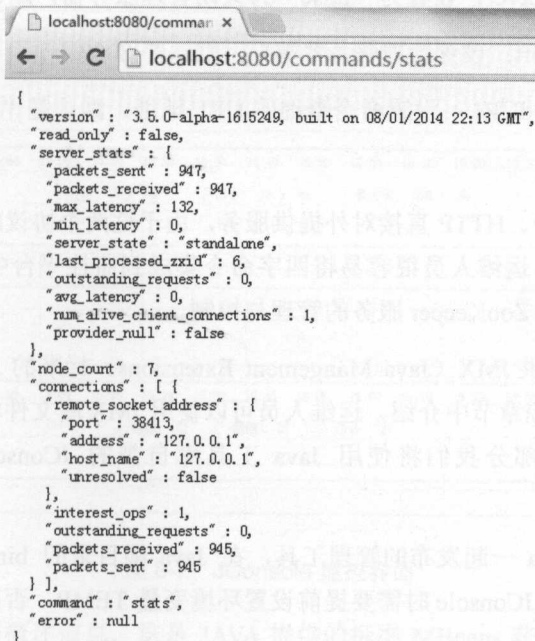 localhost:8080/comman ×
localhost:8080/commands/stats
{
"version" : "3.5.0-alpha-1615249, built on 08/01/2014 22:13 GMT",
"read_only" : false,
"server_stats" : {
"packets_sent" : 947,
"packets_received" : 947,
"max_latency" : 132,
"min_latency" : 0,
"server_state" : "standalone",
"last_processed_zxid" : 6,
"outstanding_requests" : 0,
"avg_latency" : 0,
"num_alive_client_connections" : 1,
"provider_null" : false
},
"node_count" : 7,
"connections" : [ {
"remote_socket_address" : {
"port" : 38413,
"address" : "127.0.0.1",
"host_name" : "127.0.0.1",
"unresolved" : false
},
"interest_ops" : 1,
"outstanding_requests" : 0,
"packets_received" : 945,
"packets_sent" : 945
} ],
"command" : "stats",
"error" : null
}